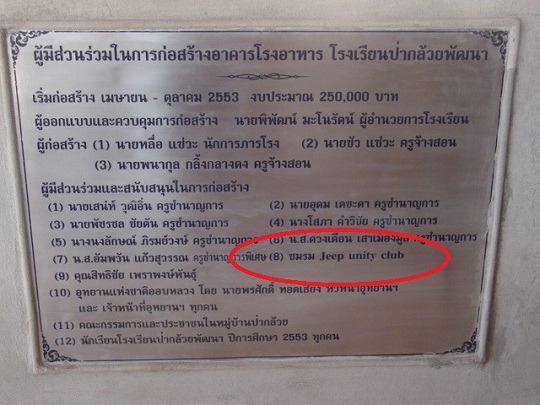 ผู้มีส่วนร่วมในการก่อสร้างอาคารโรงอาหาร โรงเรียนป่ากล้วยพัฒนา
เริ่มก่อสร้าง เมษายน - ตุลาคม 2553 งบประมาณ 250,000 บาท
ผู้ออกแบบและควบคุมการก่อสร้าง นายพิพัฒน์ มะโนรัตน์ ผู้อำนวยการโรงเรียน
ผู้ก่อสร้าง (1) นายหลื่อ แซ่วะ นักการภารโรง (2) นายซัว แซ่วะ ครูจ้างสอน
(3) นายพนากุล กลิ้งกลางดง ครูจ้างสอน
ผู้มีส่วนร่วมและสนับสนุนในการก่อสร้าง
(1) นายเสน่ห์ วุฒิอิ่น ครูชำนาญการ (2) นายอุดม เดชะดา ครูชำนาญการ
(3) นายพัชรชล ชัยต้น ครูชำนาญการ (4) นางโสภา คำวิชัย ครูชำนาญการ
(5) นางนงลักษณ์ ภิรมย์วงษ์ ครูชำนาญการ (6) น.ส.ดวงเดือน เสาเมืองมูล ครูชำนาญการ
(7) น.ส.อัมพวัน แก้วสุวรรณ ครูชำนาญการพิเศษ (8) ชมรม Jeep unity club
(9) คุณสิทธิชัย เพราพงษ์พันธุ์
(10) อุทยานแห่งชาติออบหลวง โดย นายพรศักดิ์ หัวหน้าอุทยานฯ
และ เจ้าหน้าที่อุทยานฯ ทุกคน
(11) คณะกรรมการและประชาชนในหมู่บ้านป่ากล้วย
(12) นักเรียนโรงเรียนป่ากล้วยพัฒนา ปีการศึกษา 2553 ทุกคน